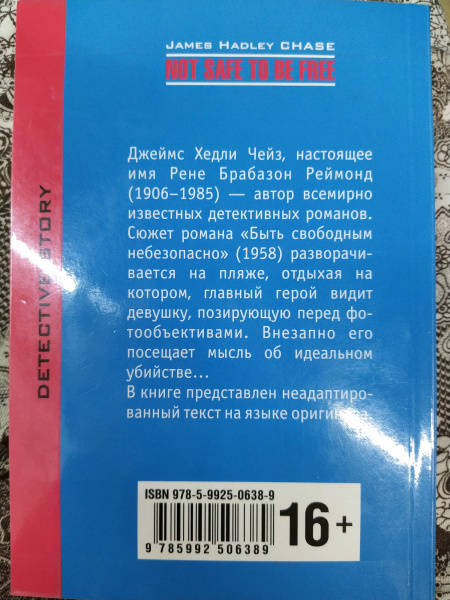 JAMES HADLEY CHASE
NOT SAFE TO BE FREE
DETECTIVE STORY
Джеймс Хедли Чейз, настоящее
имя Рене Брабазон Реймонд
(1906–1985) — автор всемирно
известных детективных романов.
Сюжет романа «Быть свободным
небезопасно» (1958) разворачи-
вается на пляже, отдыхая на
котором, главный герой видит
девушку, позирующую перед фо-
тообъективами. Внезапно его
посещает мысль об идеальном
убийстве...
В книге представлен неадаптиро-
ванный текст на языке оригинала.
ISBN 978-5-9925-0638-9
16+
9 785992 506389